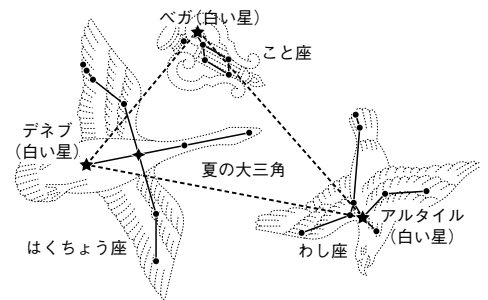 ベガ(白い星)
こと座
デネブ
(白い星)
夏の大三角
アルタイル
(白い星)
はくちょう座
わし座